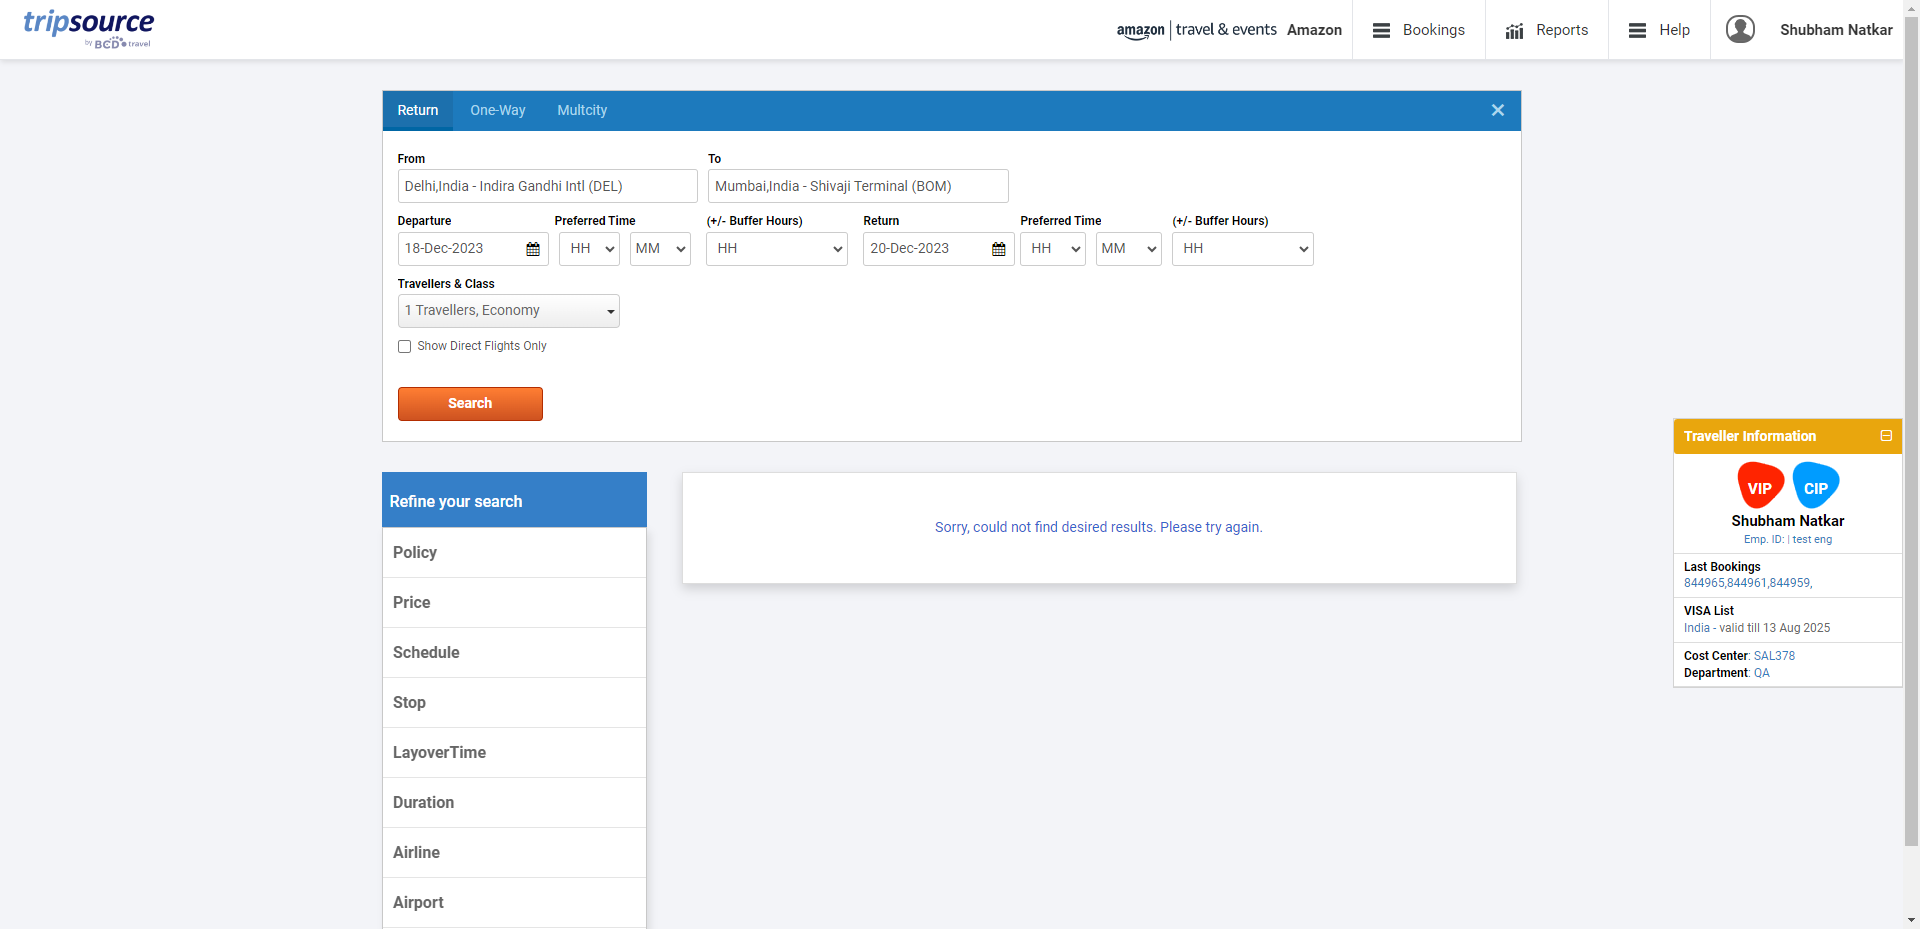 tripsource
by BCD travel
amazon | travel & events Amazon
Bookings
Reports
Help
Shubham Natkar
Return One-Way Multcity
From To
Delhi,India - Indira Gandhi Intl (DEL) Mumbai,India - Shivaji Terminal (BOM)
Departure Preferred Time (+/- Buffer Hours) Return Preferred Time (+/- Buffer Hours)
18-Dec-2023 HH MM HH 20-Dec-2023 HH MM HH
Travellers & Class
1 Travellers, Economy
Show Direct Flights Only
Search
Refine your search
Policy
Price
Schedule
Stop
LayoverTime
Duration
Airline
Airport
Sorry, could not find desired results. Please try again.
Traveller Information
VIP CIP
Shubham Natkar
Emp. ID: | test eng
Last Bookings
844965,844961,844959,
VISA List
India - valid till 13 Aug 2025
Cost Center: SAL378
Department: QA